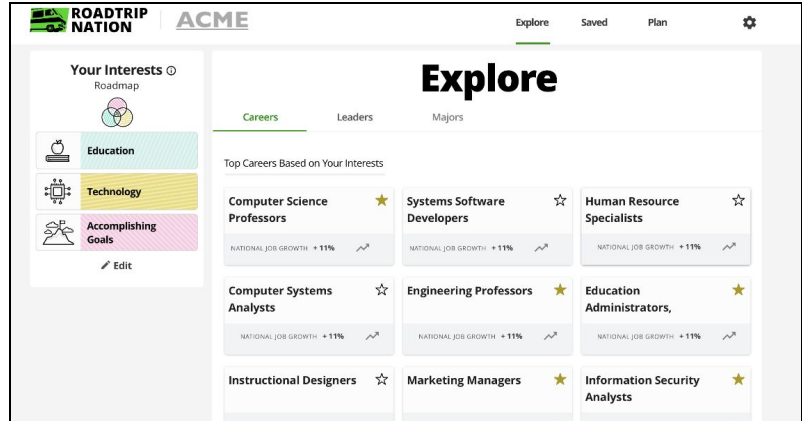 ROADTRIP
NATION
ACME
Explore
Saved
Plan
Your Interests
Roadmap
Education
Technology
Accomplishing
Goals
Edit
Explore
Careers
Leaders
Majors
Top Careers Based on Your Interests
Computer Science
Professors
NATIONAL JOB GROWTH + 11%
Systems Software
Developers
NATIONAL JOB GROWTH + 11%
Human Resource
Specialists
NATIONAL JOB GROWTH + 11%
Computer Systems
Analysts
NATIONAL JOB GROWTH + 11%
Engineering Professors
NATIONAL JOB GROWTH + 11%
Education
Administrators,
NATIONAL JOB GROWTH + 11%
Instructional Designers
Marketing Managers
Information Security
Analysts